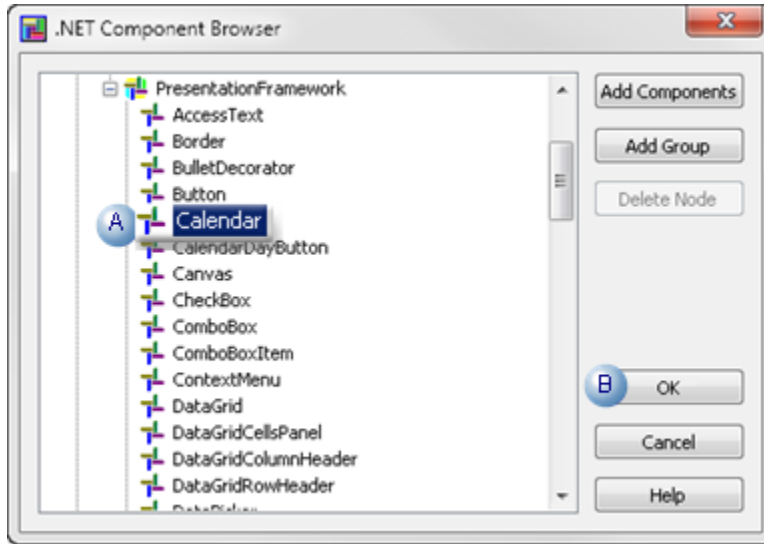 .NET Component Browser
PresentationFramework
AccessText
Border
BulletDecorator
Button
A
Calendar
CalendarDayButton
Canvas
CheckBox
ComboBox
ComboBoxItem
ContextMenu
DataGrid
DataGridCellsPanel
DataGridColumnHeader
DataGridRowHeader
DatePicker
Add Components
Add Group
Delete Node
B
OK
Cancel
Help